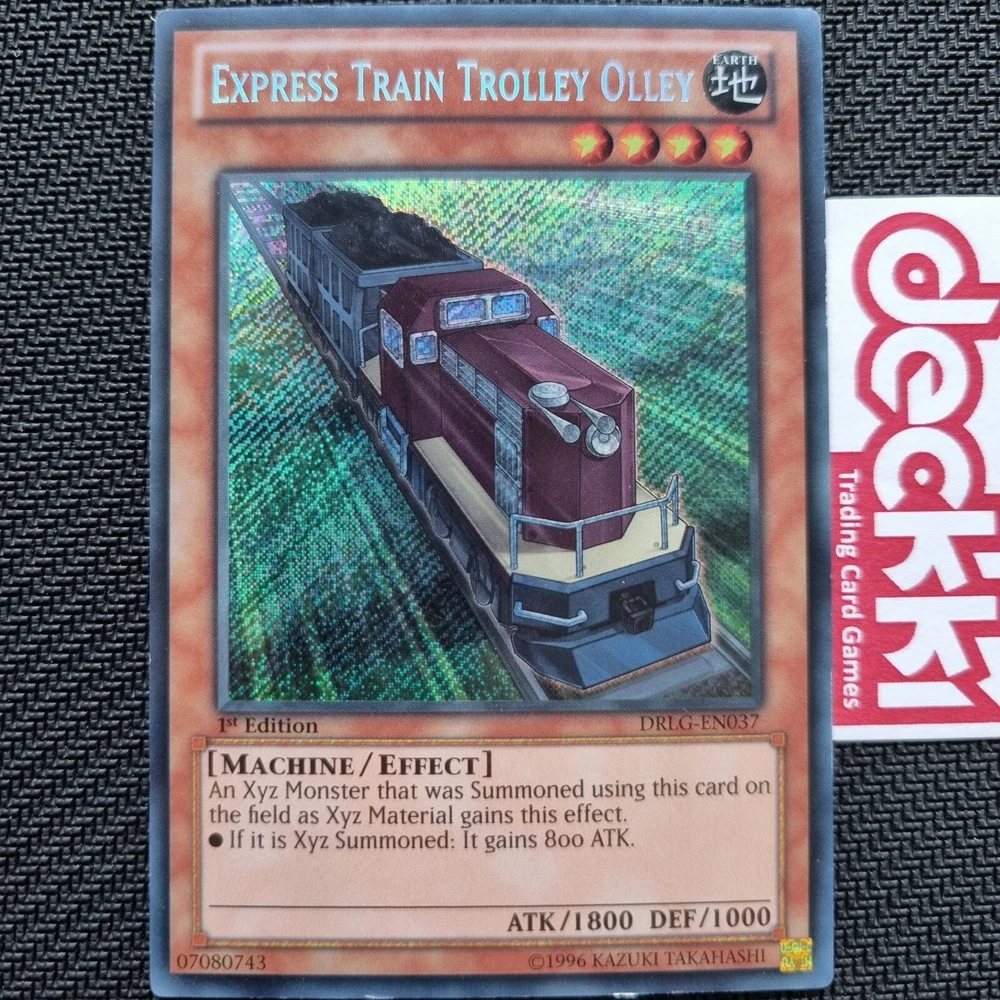 EXPRESS TRAIN TROLLEY OLLEY
EARTH
地
1st Edition
DRLG-EN037
[MACHINE/EFFECT]
An Xyz Monster that was Summoned using this card on
the field as Xyz Material gains this effect.
● If it is Xyz Summoned: It gains 800 ATK.
ATK/1800 DEF/1000
07080743
©1996 KAZUKI TAKAHASHI
deckki
Trading Card Games